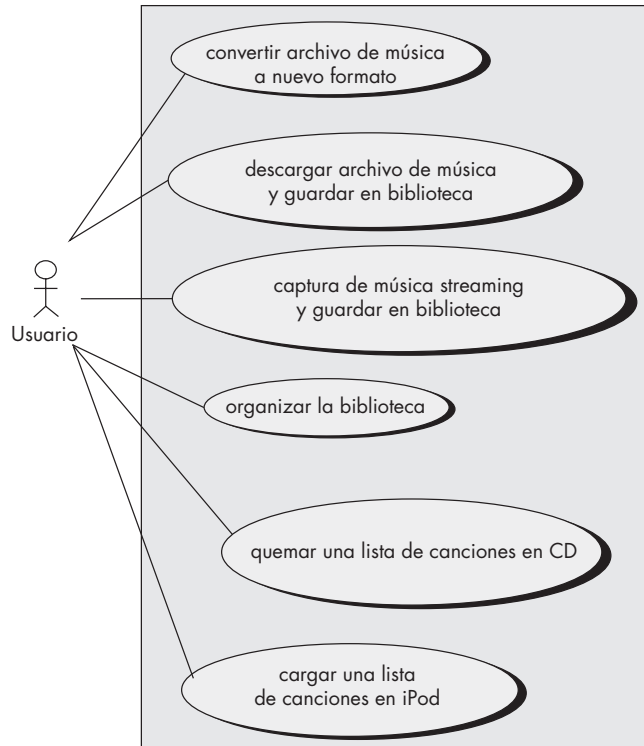 convertir archivo de música
a nuevo formato
descargar archivo de música
y guardar en biblioteca
captura de música streaming
y guardar en biblioteca
Usuario
organizar la biblioteca
quemar una lista de canciones en CD
cargar una lista
de canciones en iPod